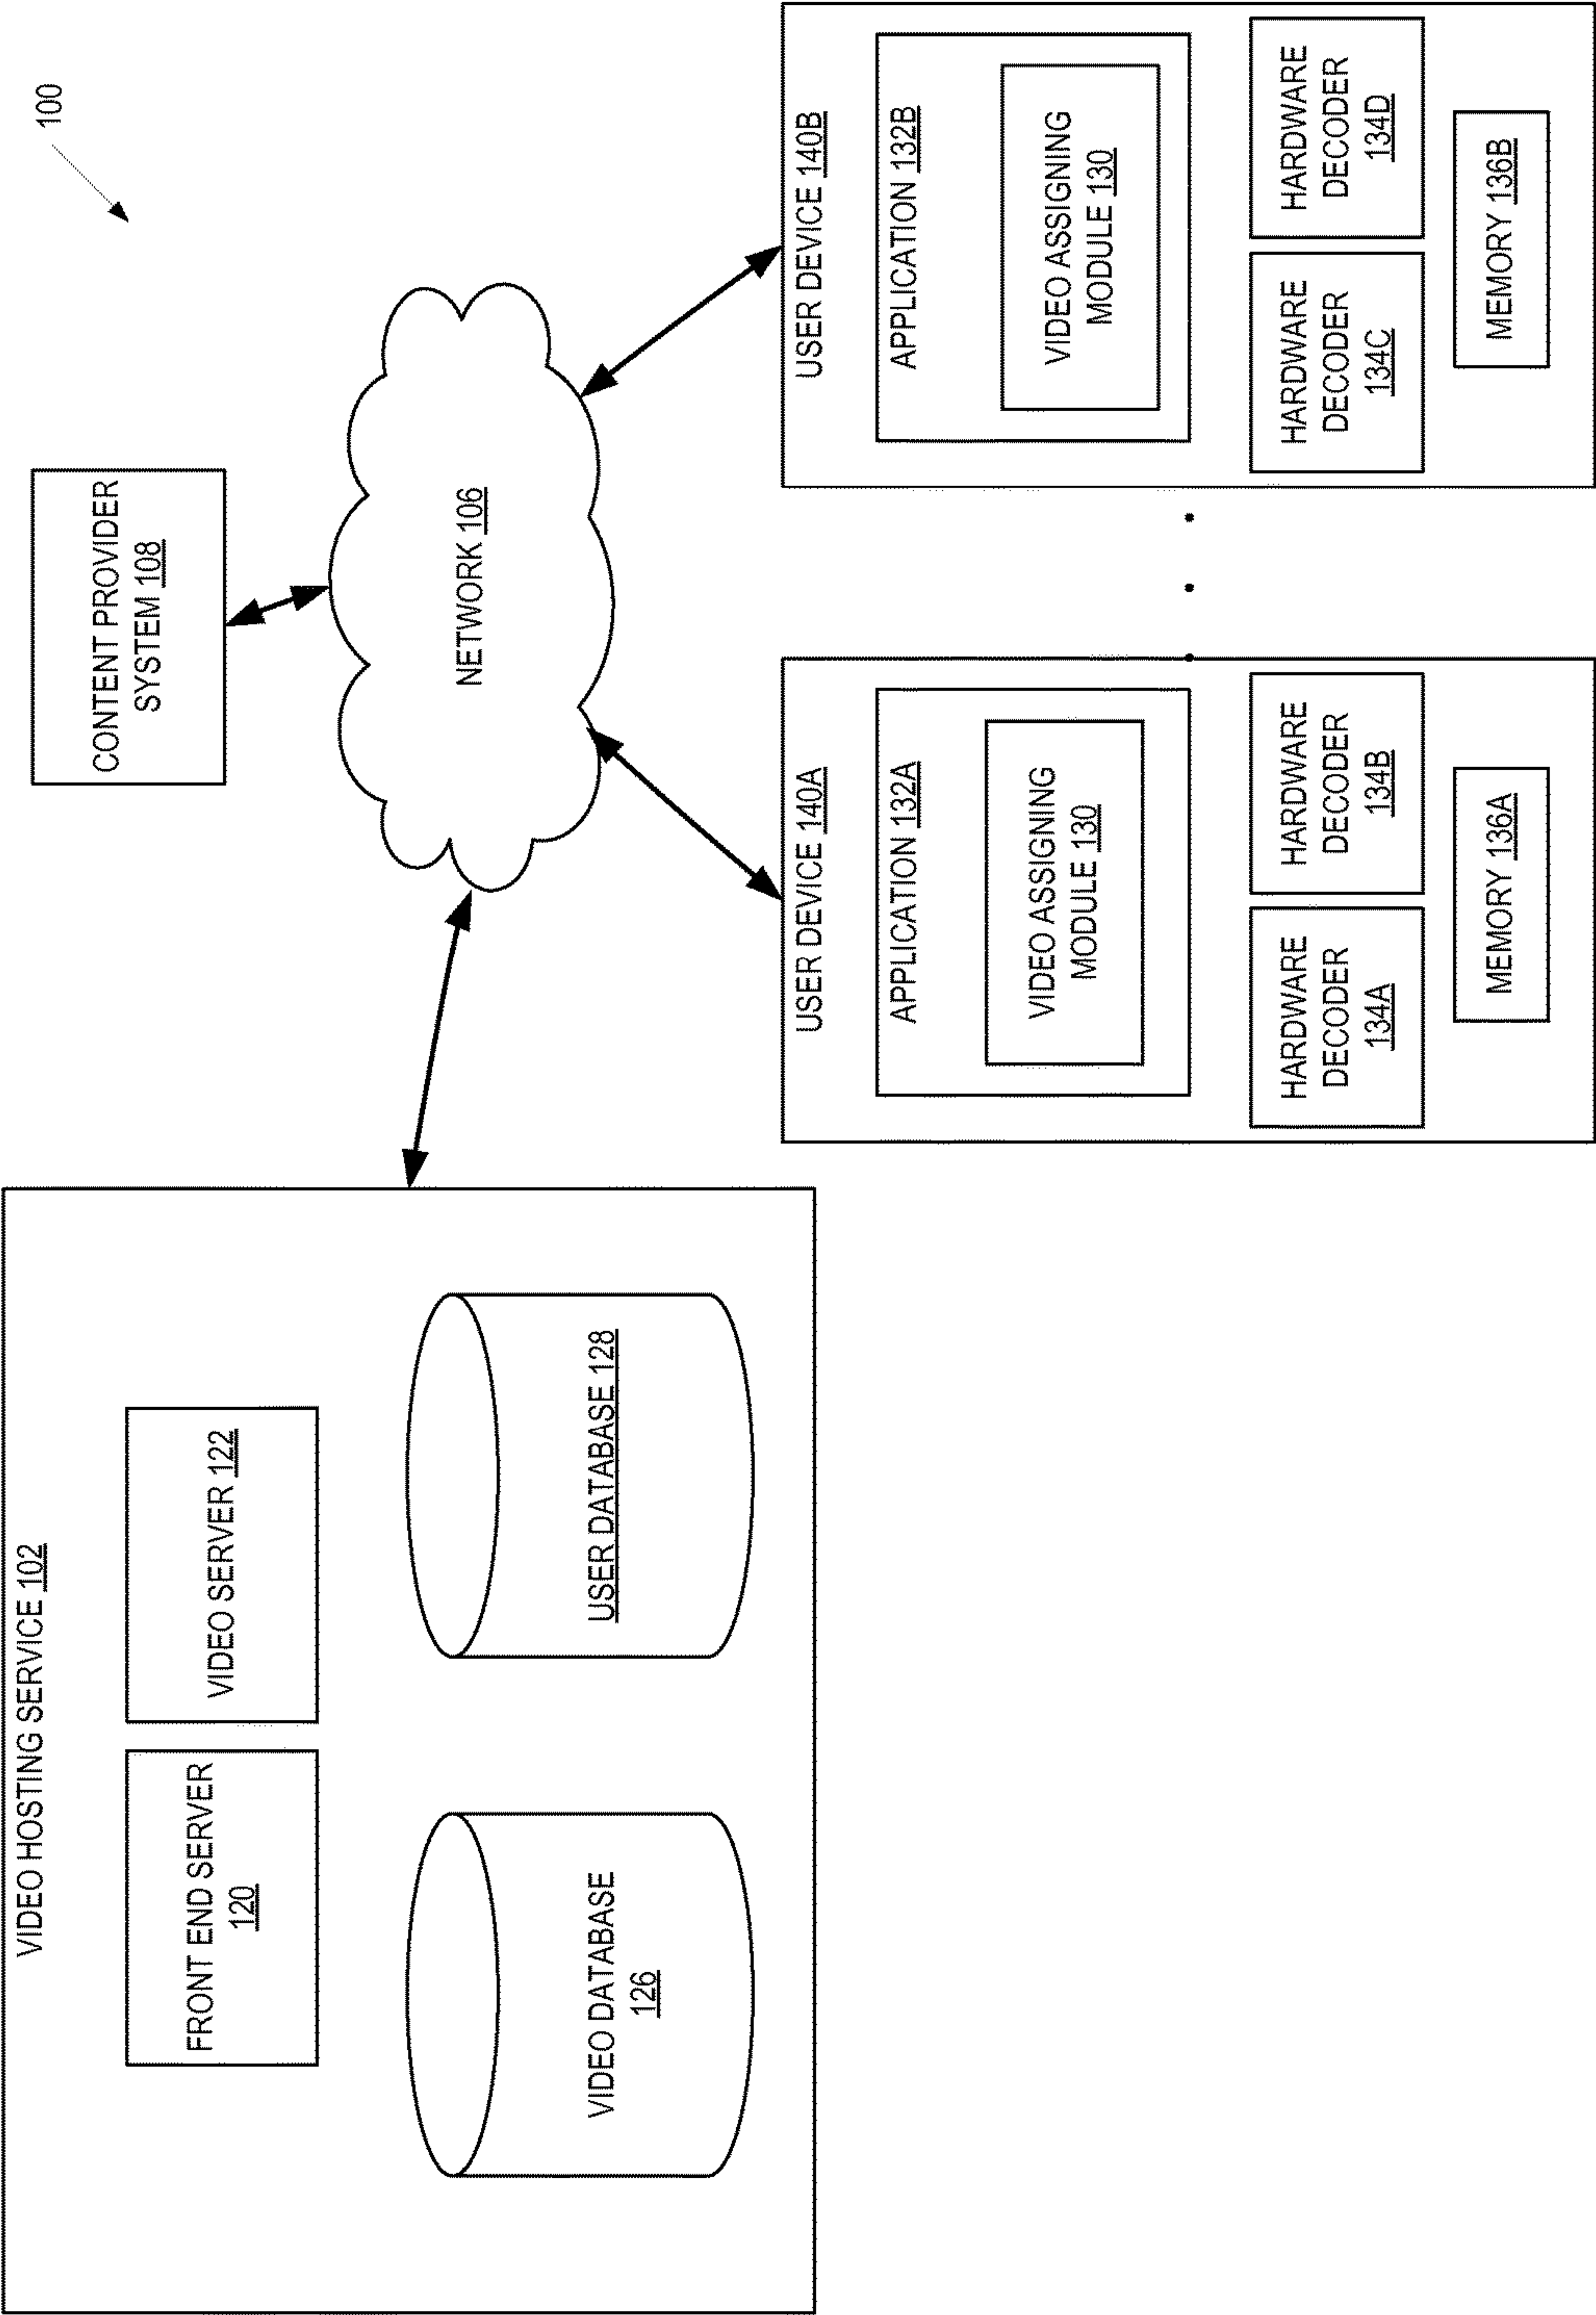 100
VIDEO HOSTING SERVICE 102
FRONT END SERVER
120
VIDEO SERVER 122
VIDEO DATABASE
126
USER DATABASE 128
CONTENT PROVIDER
SYSTEM 108
NETWORK 106
USER DEVICE 140A
APPLICATION 132A
VIDEO ASSIGNING
MODULE 130
HARDWARE
DECODER
134A
HARDWARE
DECODER
134B
MEMORY 136A
USER DEVICE 140B
APPLICATION 132B
VIDEO ASSIGNING
MODULE 130
HARDWARE
DECODER
134C
HARDWARE
DECODER
134D
MEMORY 136B